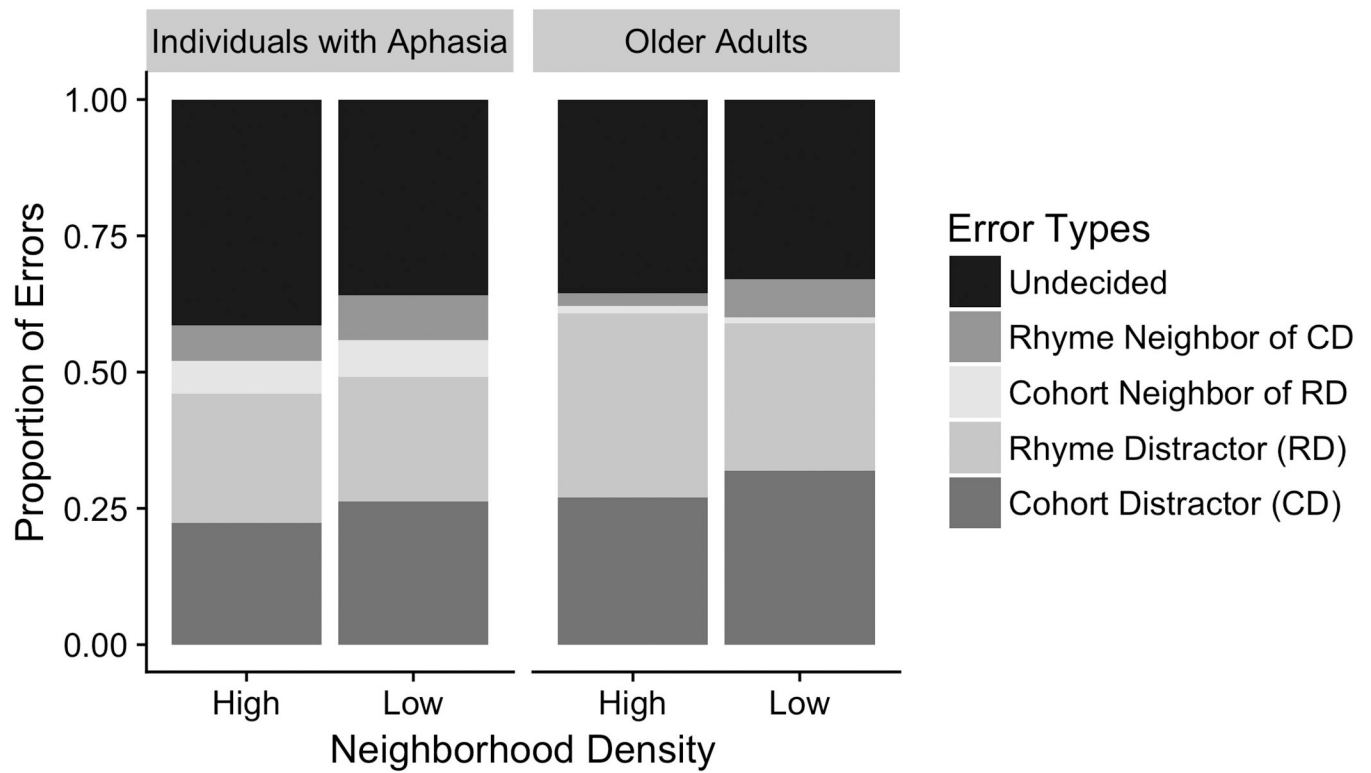 Individuals with Aphasia
Older Adults
1.00
0.75
0.50
0.25
0.00
Proportion of Errors
High
Low
High
Low
Neighborhood Density
Error Types
Undecided
Rhyme Neighbor of CD
Cohort Neighbor of RD
Rhyme Distractor (RD)
Cohort Distractor (CD)